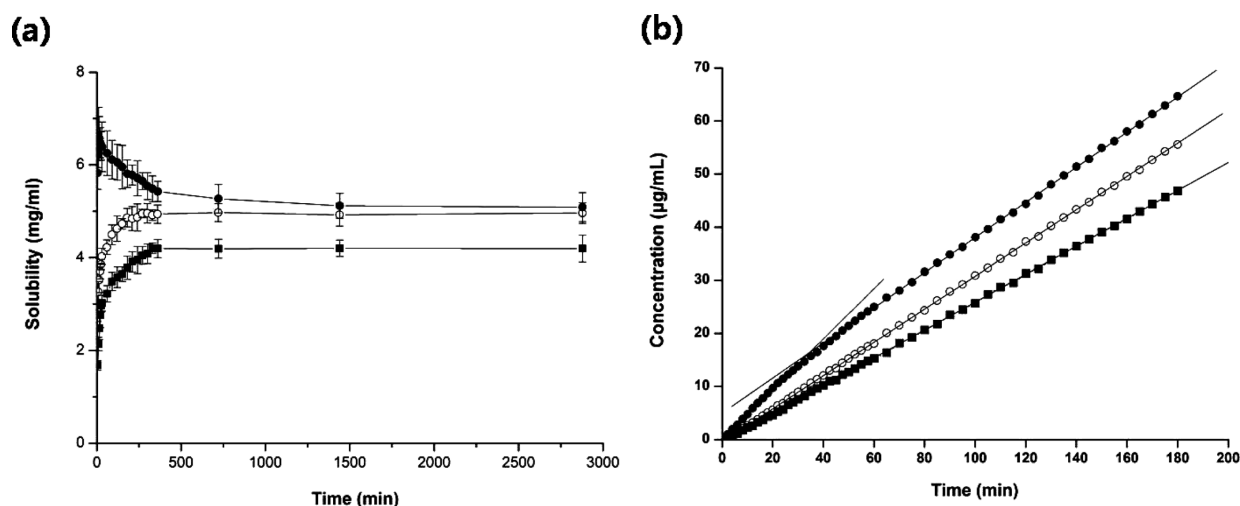 (a)
8
6
4
2
0
Solubility (mg/ml)
0 500 1000 1500 2000 2500 3000
Time (min)
(b)
70
60
50
40
30
20
10
0
Concentration (µg/mL)
0 20 40 60 80 100 120 140 160 180 200
Time (min)